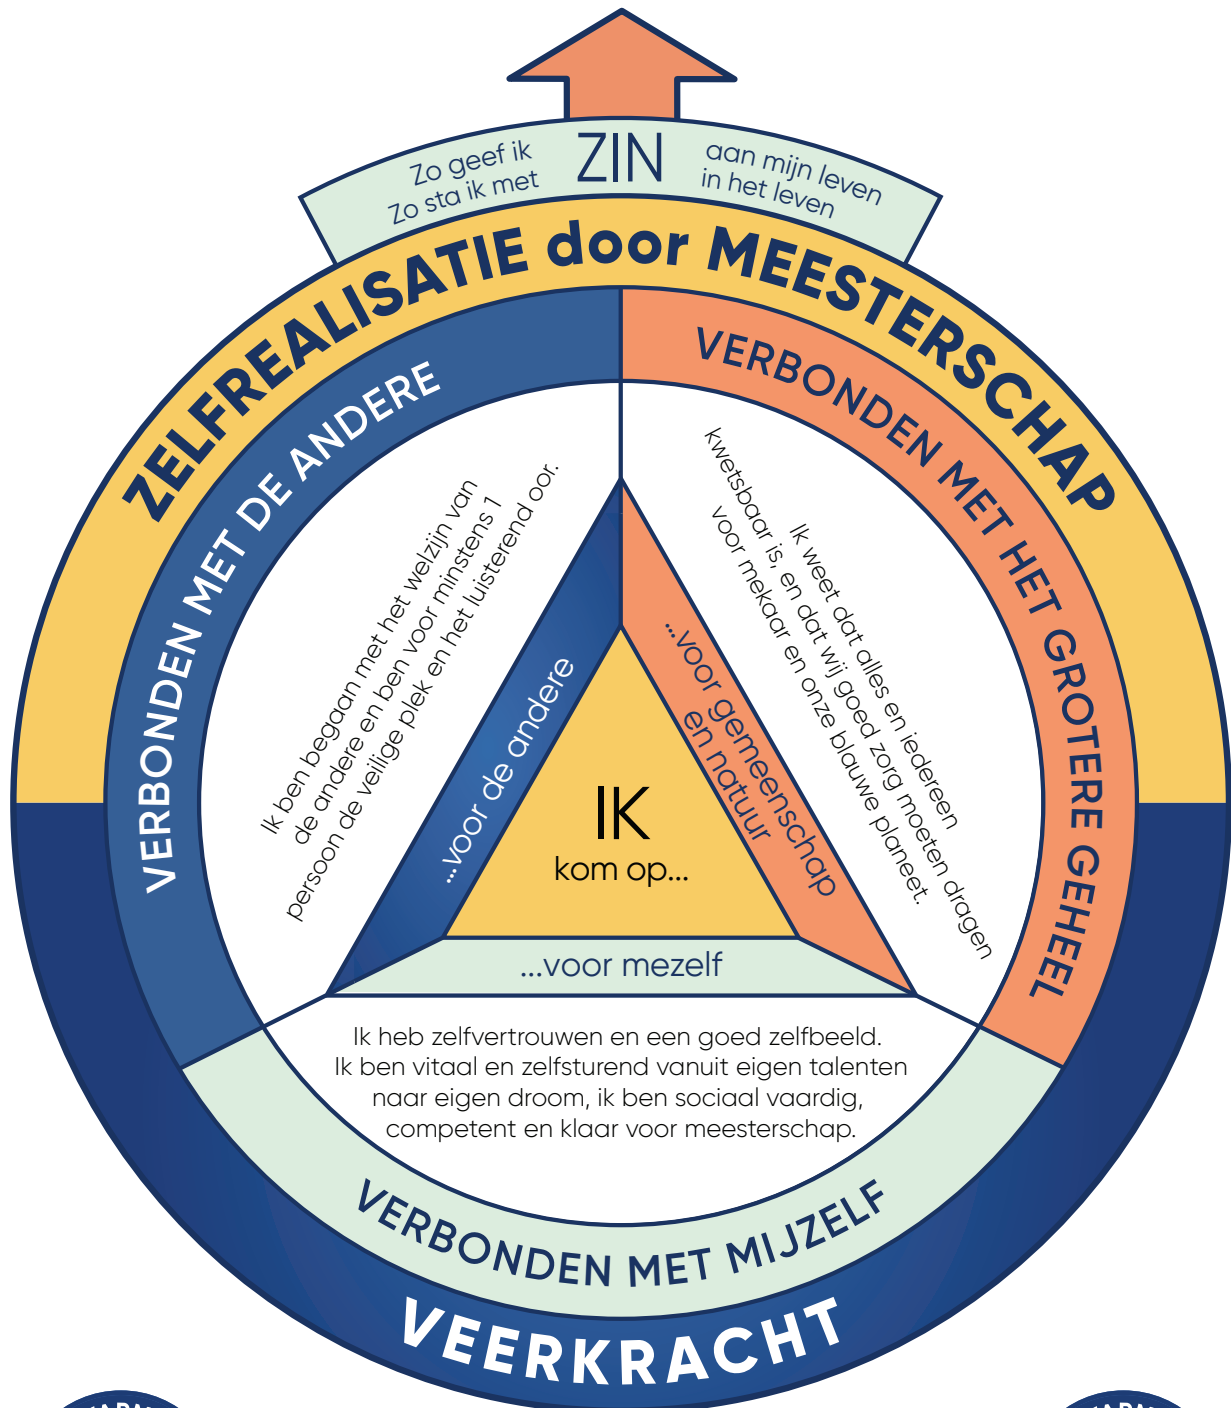 Zo geef ik
Zo sta ik met
ZIN
aan mijn leven
in het leven
ZELFREALISATIE door MEESTERSCHAP
VERBONDEN MET DE ANDERE
VERBONDEN MET HET GROTERE GEHEEL
Ik ben begaan met het welzijn van
de andere en ben voor minstens 1
persoon de veilige plek en het luisterend oor.
Ik weet dat alles en iedereen
kwetsbaar is, en dat wij goed zorg moeten dragen
voor mekaar en onze blauwe planeet.
...voor de andere
...voor gemeenschap
en natuur
IK
kom op...
...voor mezelf
Ik heb zelfvertrouwen en een goed zelfbeeld.
Ik ben vitaal en zelfsturend vanuit eigen talenten
naar eigen droom, ik ben sociaal vaardig,
competent en klaar voor meesterschap.
VERBONDEN MET MIJZELF
VEERKRACHT